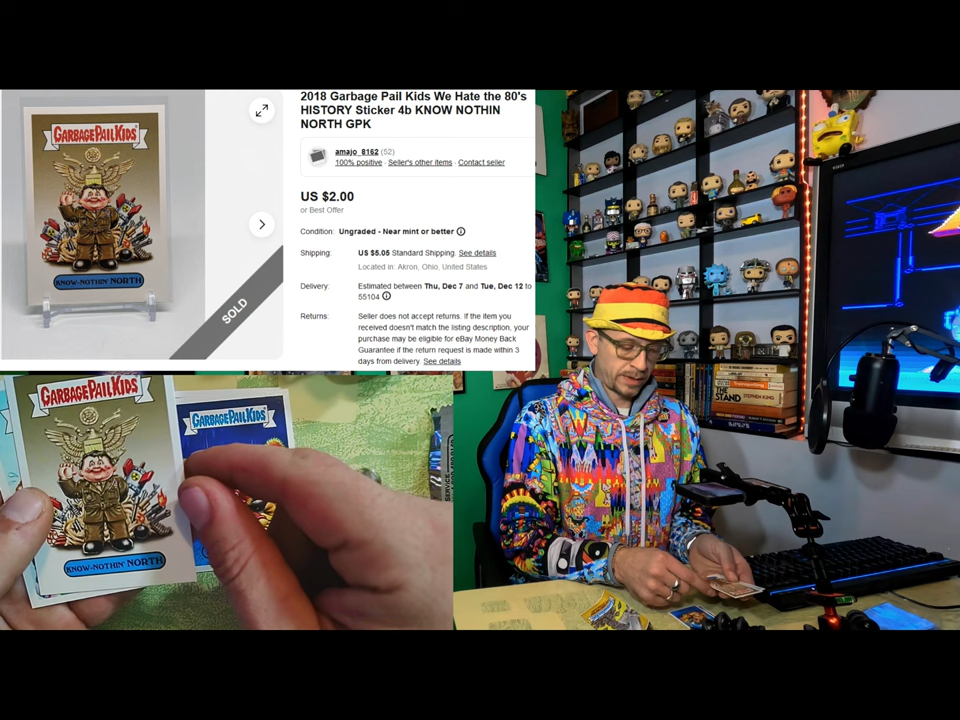 2018 Garbage Pail Kids We Hate the 80's
HISTORY Sticker 4b KNOW NOTHIN
NORTH GPK
amajo_8162 (52)
100% positive · Seller's other items · Contact seller
US $2.00
or Best Offer
Condition: Ungraded - Near mint or better
Shipping: US $5.05 Standard Shipping. See details
Located in: Akron, Ohio, United States
Delivery: Estimated between Thu, Dec 7 and Tue, Dec 12 to
55104
Returns: Seller does not accept returns. If the item you
received doesn't match the listing description, your
purchase may be eligible for eBay Money Back
Guarantee if the return request is made within 3
days from delivery. See details
GARBAGE PAIL KIDS
KNOW-NOTHIN' NORTH
SOLD
GARBAGE PAIL KIDS
KNOW-NOTHIN' NORTH
GARBAGE PAIL KIDS
THE STAND
STEPHEN KING